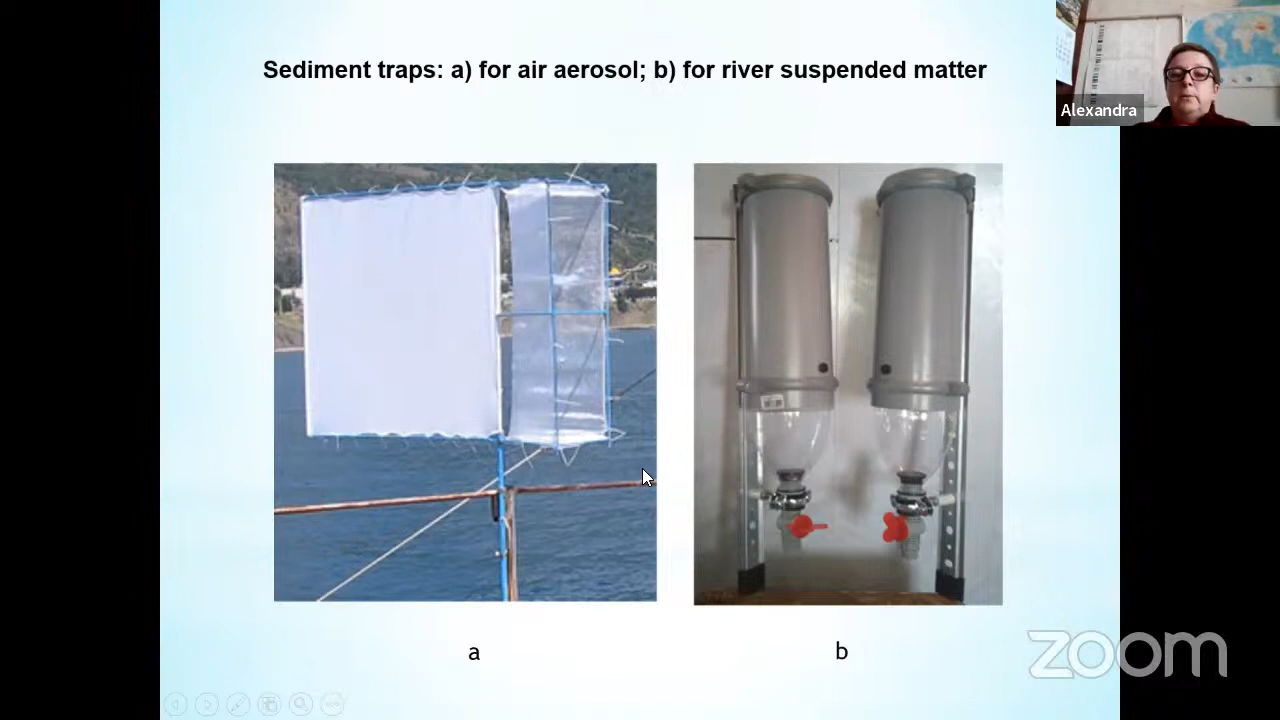 Sediment traps: a) for air aerosol; b) for river suspended matter
Alexandra
a
b
zoom